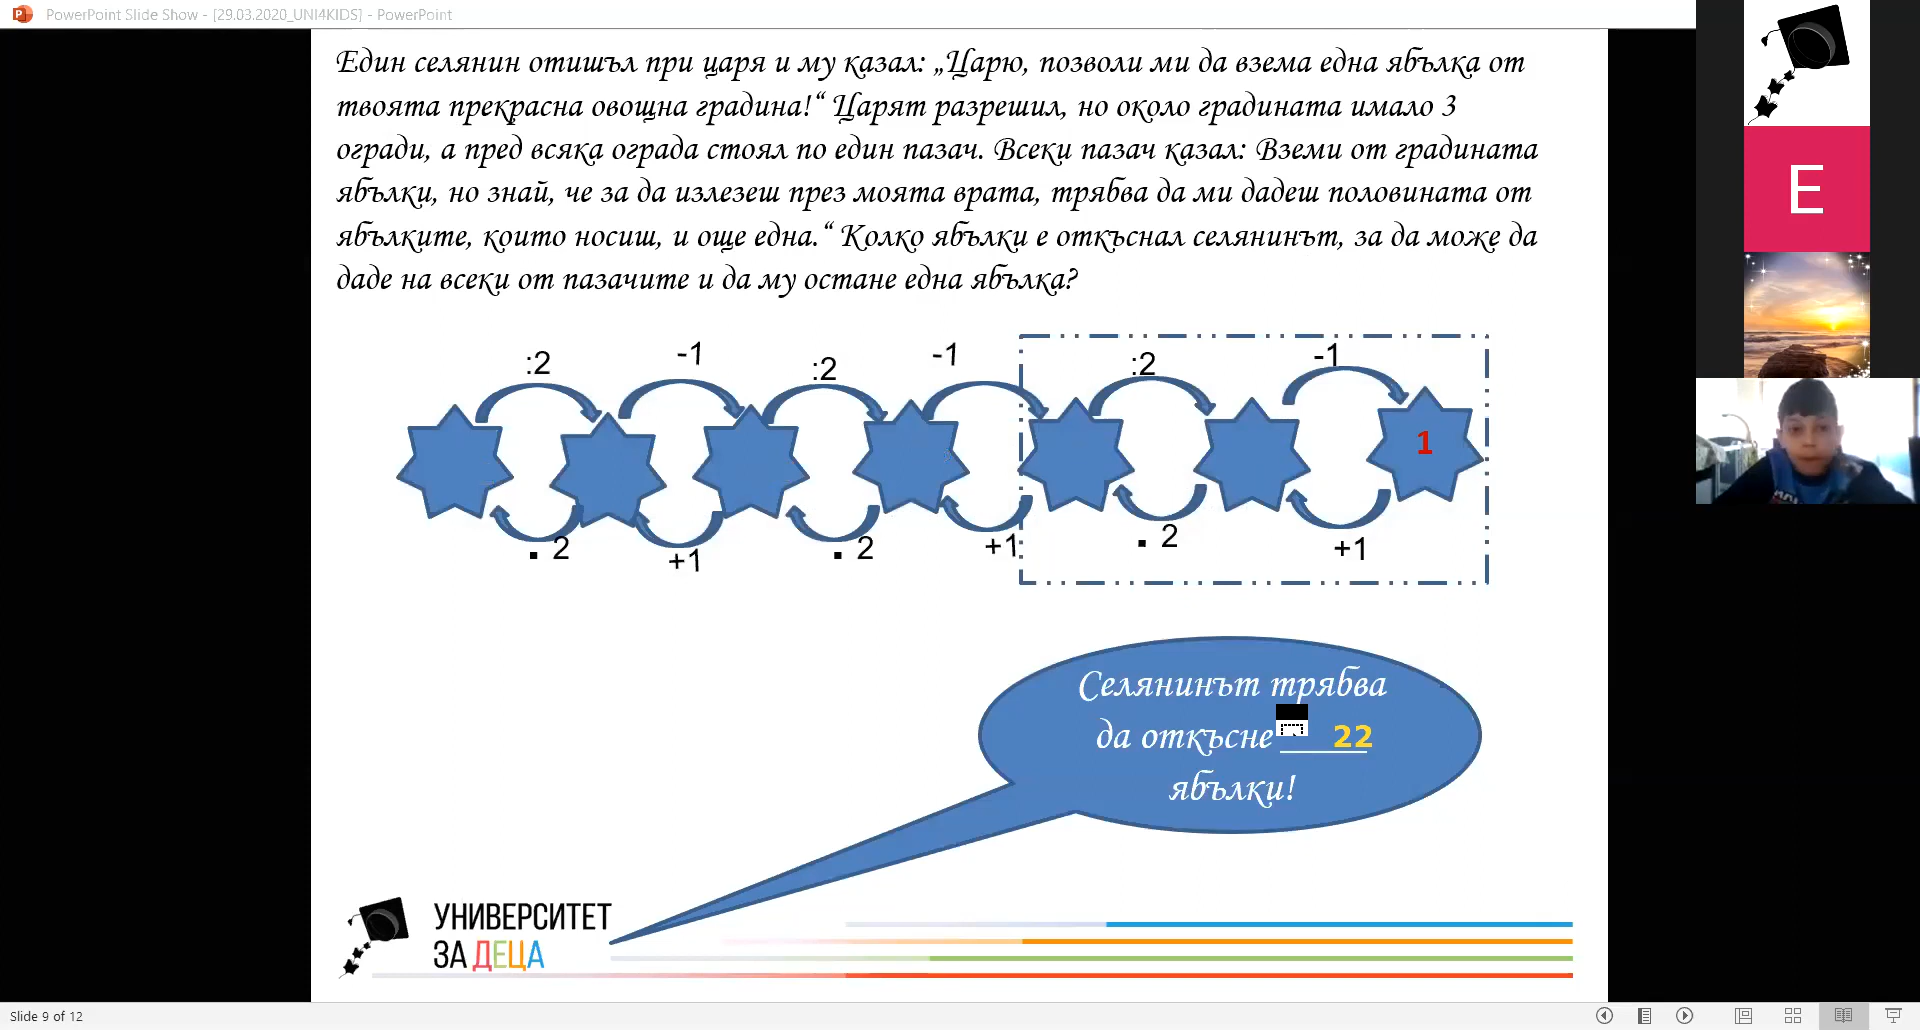 PowerPoint Slide Show - [29.03.2020_UNI4KIDS] - PowerPoint
Един селянин отишъл при царя и му казал: „Царю, позволи ми да взема една ябълка от
твоята прекрасна овощна градина!“ Царят разрешил, но около градината имало 3
огради, а пред всяка ограда стоял по един пазач. Всеки пазач казал: Вземи от градината
ябълки, но знай, че за да излезеш през моята врата, трябва да ми дадеш половината от
ябълките, които носиш, и още една.“ Колко ябълки е откъснал селянинът, за да може да
даде на всеки от пазачите и да му остане една ябълка?
E
:2 -1 :2 -1 :2 -1
1
. 2 +1 . 2 +1 . 2 +1
Селянинът трябва
да откъсне ______ 22
ябълки!
УНИВЕРСИТЕТ
ЗА ДЕЦА
Slide 9 of 12